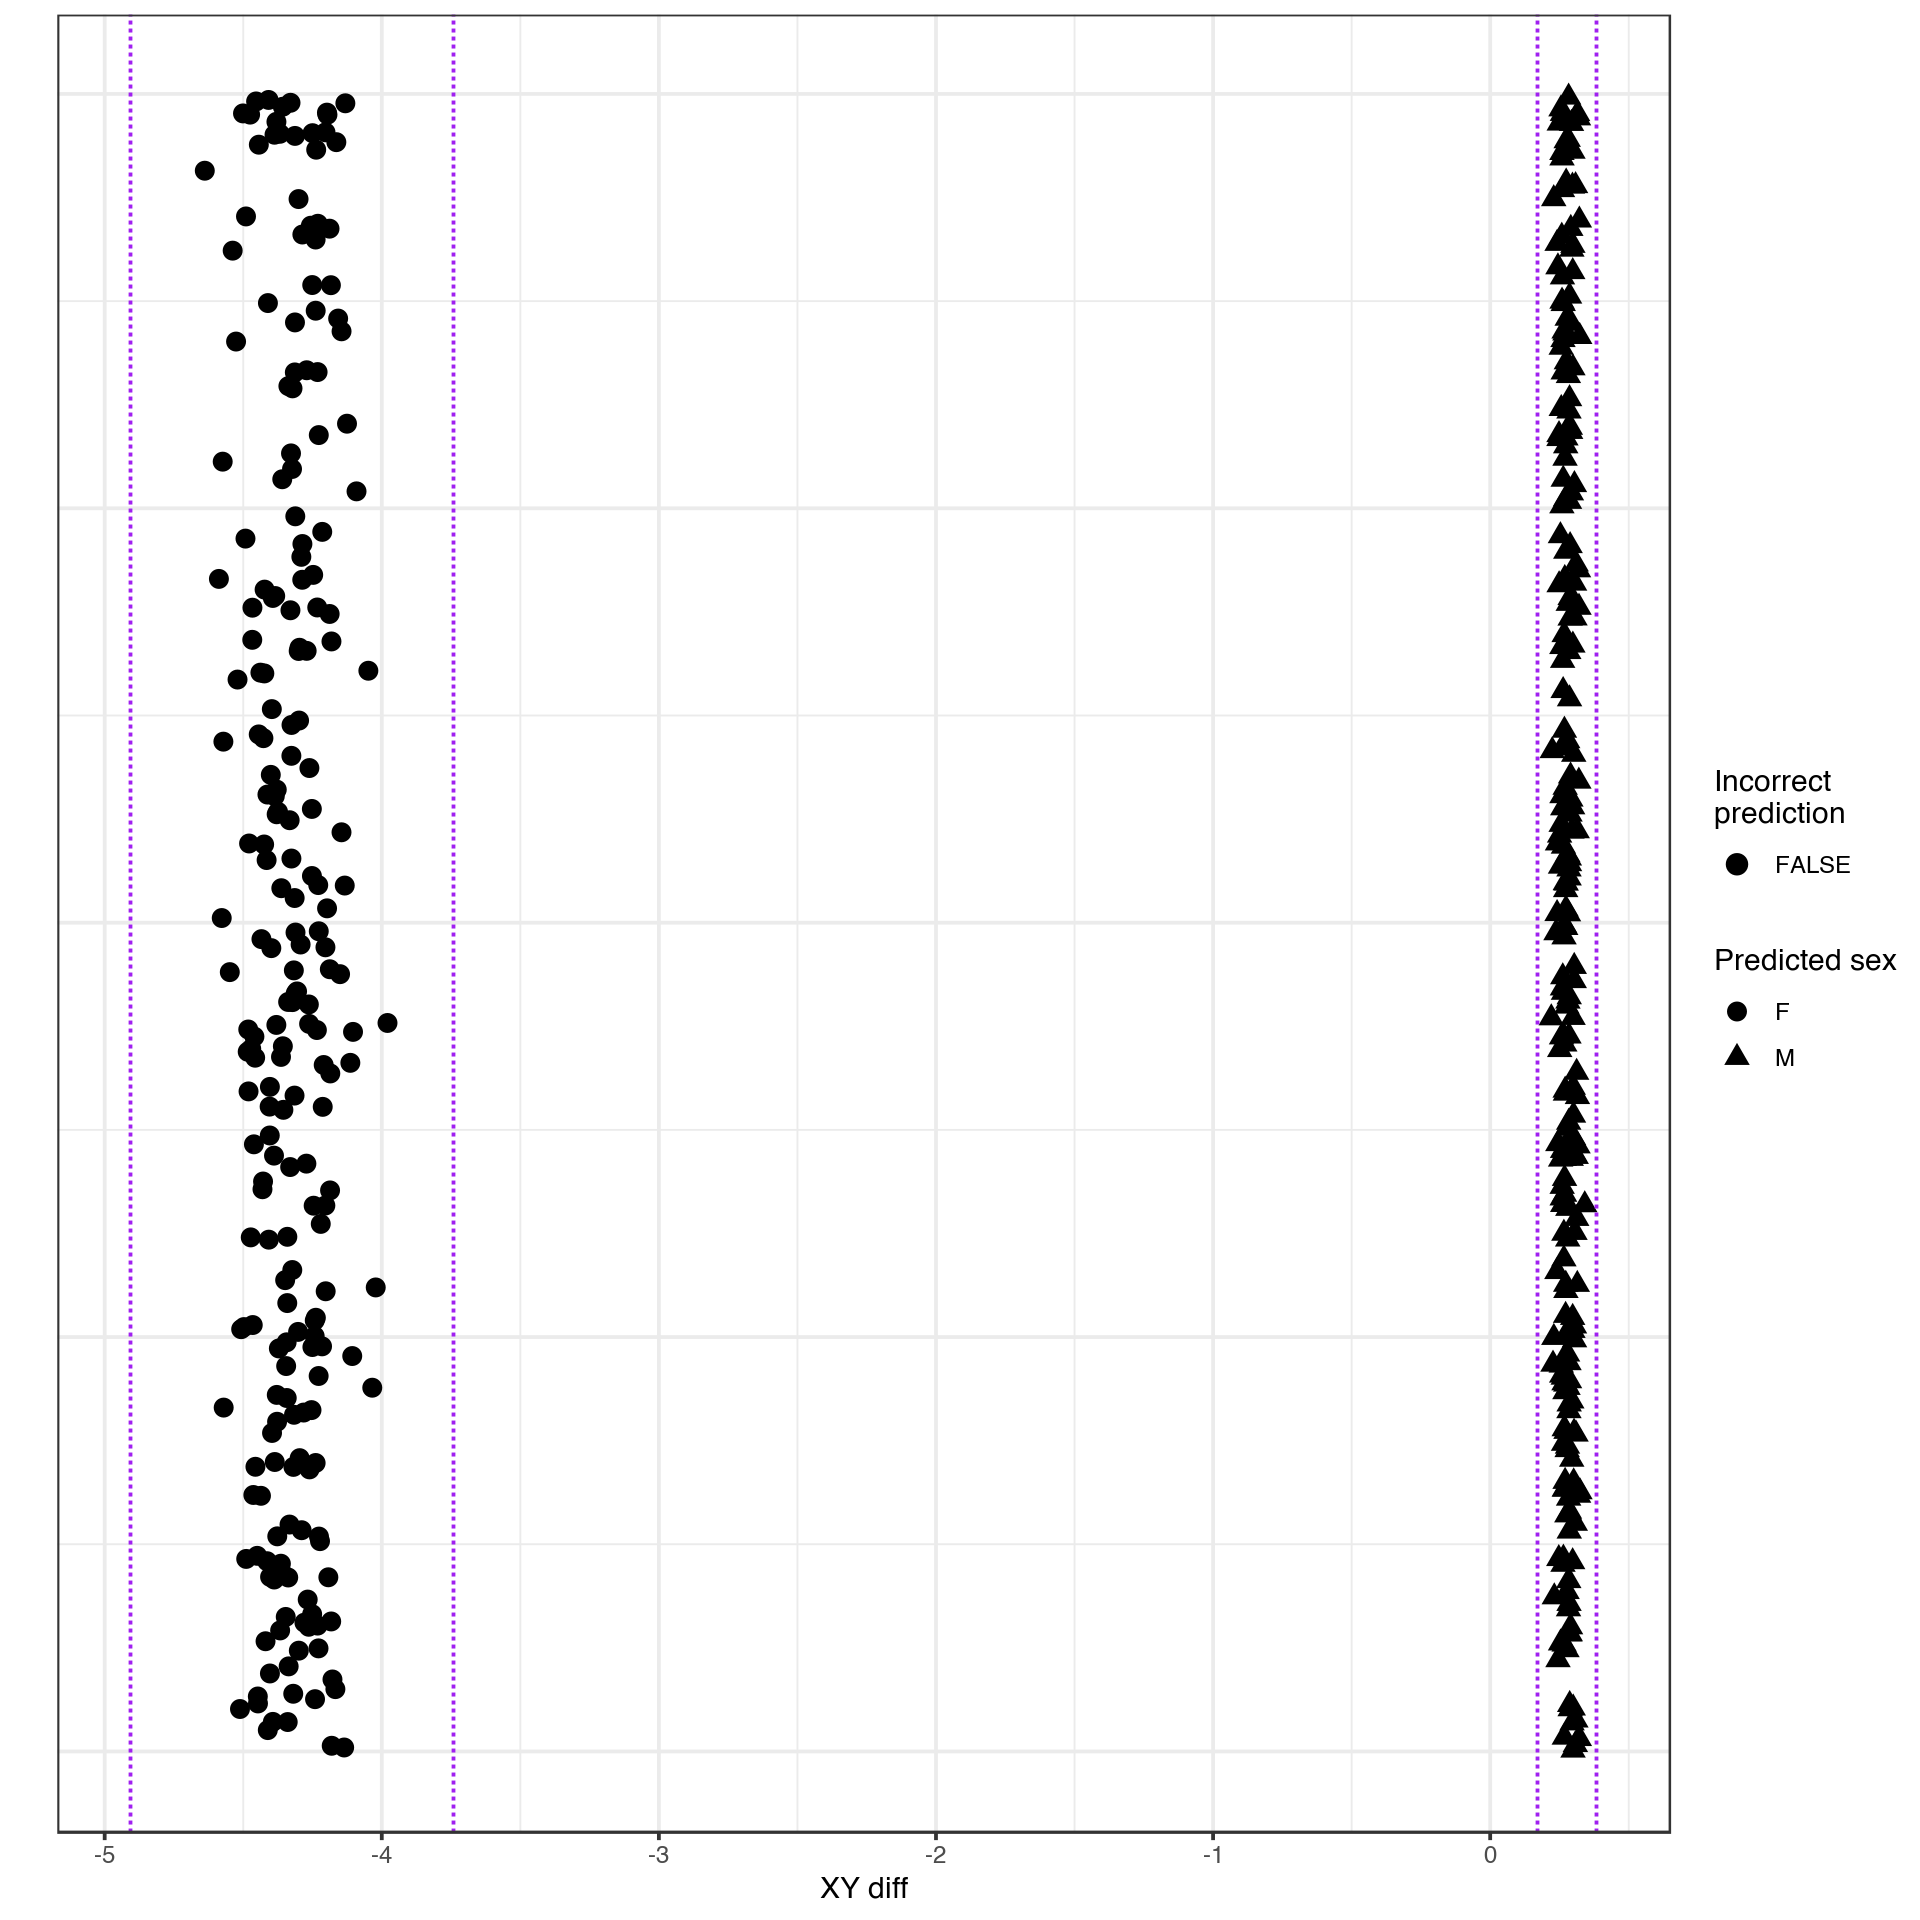 Incorrect
prediction
FALSE
Predicted sex
F
M
-5 -4 -3 -2 -1 0
XY diff